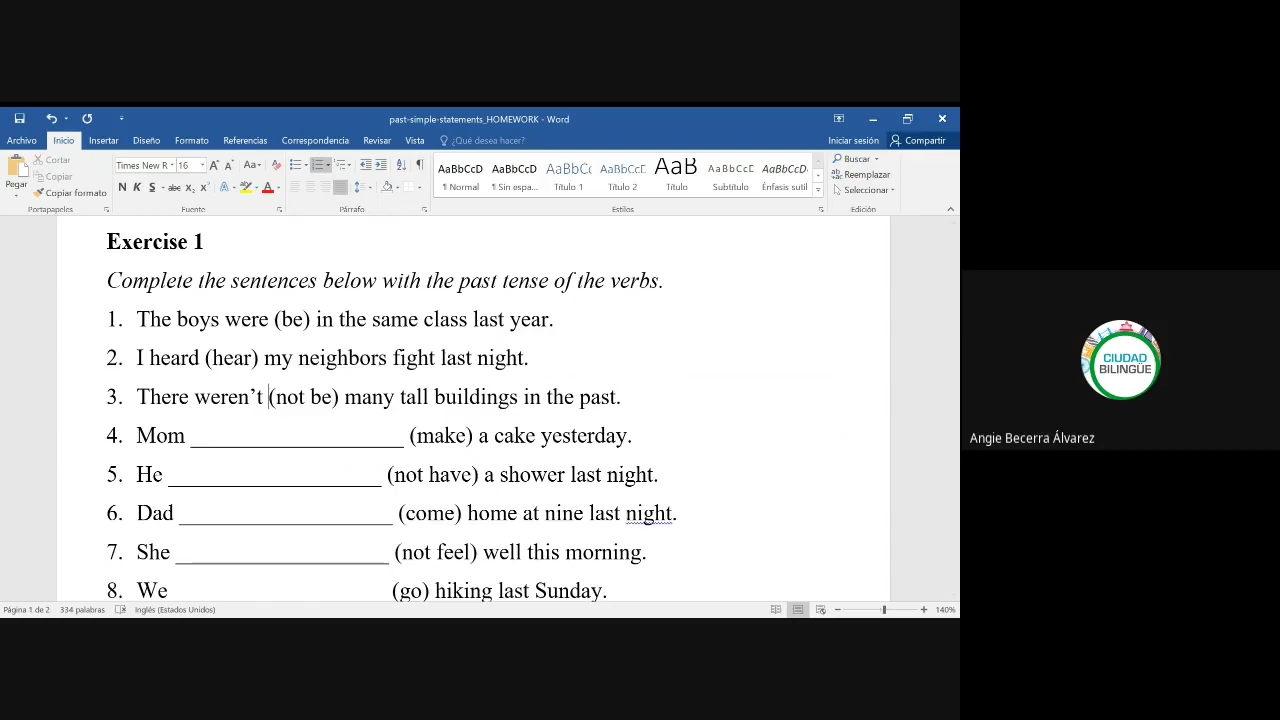 past-simple-statements_HOMEWORK - Word
Archivo Inicio Insertar Diseño Formato Referencias Correspondencia Revisar Vista ¿Qué desea hacer? Iniciar sesión Compartir
Pegar
Cortar
Copiar
Copiar formato
Portapapeles
Times New R 16
N K S abc x₂ x²
Fuente
Párrafo
AaBbCcD AaBbCcD AaBbCc AaBbCcE AaB AaBbCcD AaBbCcD
¶ Normal ¶ Sin espa... Título 1 Título 2 Título Subtítulo Énfasis sutil
Estilos
Buscar
Reemplazar
Seleccionar
Edición
Exercise 1
Complete the sentences below with the past tense of the verbs.
1. The boys were (be) in the same class last year.
2. I heard (hear) my neighbors fight last night.
3. There weren’t (not be) many tall buildings in the past.
4. Mom ___________________ (make) a cake yesterday.
5. He ___________________ (not have) a shower last night.
6. Dad ___________________ (come) home at nine last night.
7. She ___________________ (not feel) well this morning.
8. We ___________________ (go) hiking last Sunday.
Página 1 de 2 334 palabras Inglés (Estados Unidos) 140%
CIUDAD
BILINGÜE
Angie Becerra Álvarez